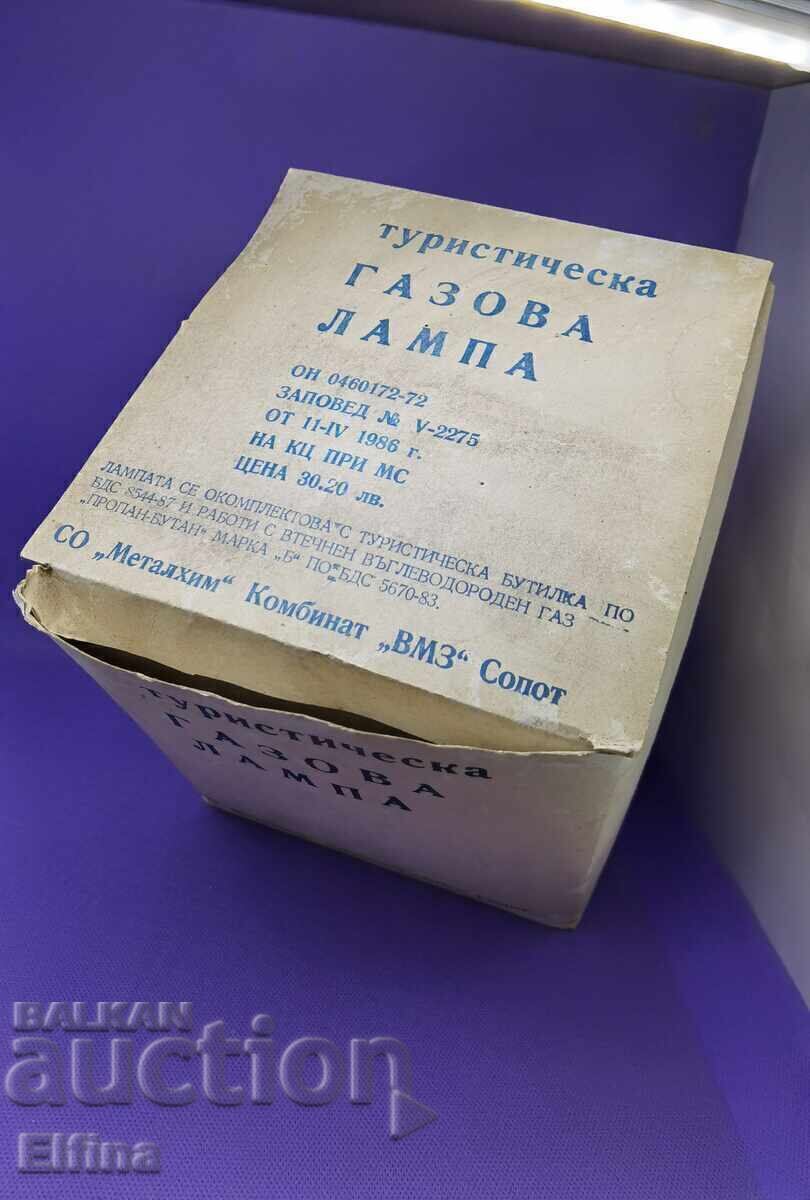 туристическа
ГАЗОВА
ЛАМПА
ОН 0460172-72
ЗАПОВЕД № V-2275
ОТ 11-IV 1986 г.
НА КЦ ПРИ МС
ЦЕНА 30.20 лв.
ЛАМПАТА СЕ ОКОМПЛЕКТОВА С ТУРИСТИЧЕСКА БУТИЛКА ПО
БДС 8544-87 И РАБОТИ С ВТЕЧНЕН ВЪГЛЕВОДОРОДЕН ГАЗ
„ПРОПАН-БУТАН“ МАРКА „Б“ ПО БДС 5670-83.
СО „Металхим“ Комбинат „ВМЗ“ Сопот
туристическа
ГАЗОВА
ЛАМПА
BALKAN
auction
Elfina